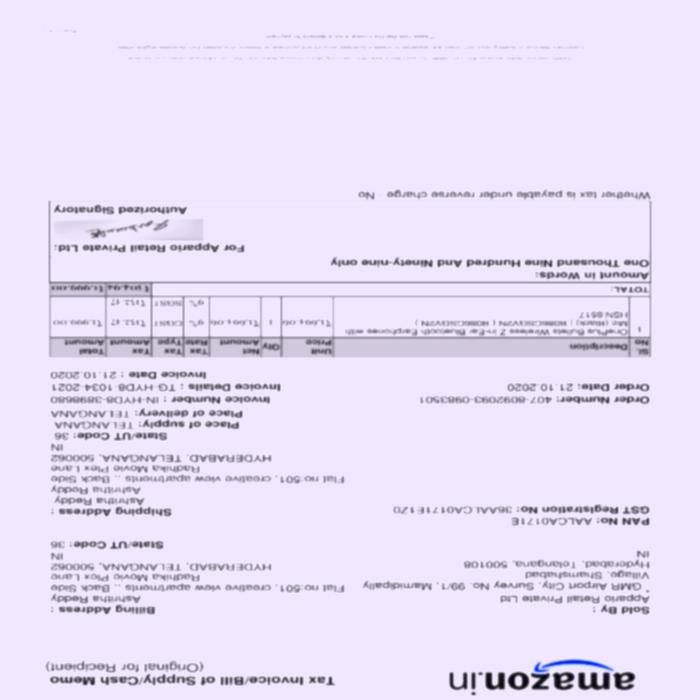 amazon.in
Tax Invoice/Bill of Supply/Cash Memo
(Original for Recipient)
Sold By :
Appario Retail Private Ltd
* GMR Airport City, Survey No. 99/1, Mamidipally
Village, Shamshabad
Hyderabad, Telangana, 500108
IN
Billing Address :
Ashritha Reddy
Flat no:501, creative view apartments ,, Back Side
Radhika Movie Plex Lane
HYDERABAD, TELANGANA, 500062
IN
State/UT Code: 36
PAN No: AALCA0171E
GST Registration No: 36AALCA0171E1Z0
Shipping Address :
Ashritha Reddy
Ashritha Reddy
Flat no:501, creative view apartments ,, Back Side
Radhika Movie Plex Lane
HYDERABAD, TELANGANA, 500062
IN
State/UT Code: 36
Place of supply: TELANGANA
Place of delivery: TELANGANA
Order Number: 407-8092093-0983501
Invoice Number : IN-HYD8-3898680
Order Date: 21.10.2020
Invoice Details : TG-HYD8-1034-2021
Invoice Date : 21.10.2020
Sl. No Description Unit Price Qty Net Amount Tax Rate Tax Type Tax Amount Total Amount
1 OnePlus Bullets Wireless Z in-Ear Bluetooth Earphones with
Mic (Black) |
HSN:8517
₹1,694.06 1 ₹1,694.06 9% CGST ₹152.47 ₹1,999.00
9% SGST ₹152.47
TOTAL: ₹304.94 ₹1,999.00
Amount in Words:
One Thousand Nine Hundred And Ninety-nine only
For Appario Retail Private Ltd:
Authorized Signatory
Whether tax is payable under reverse charge - No